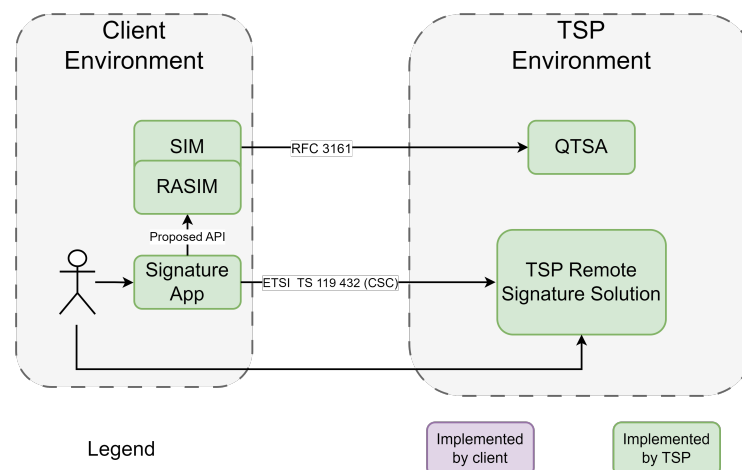 Client
Environment
TSP
Environment
SIM
RFC 3161
QTSA
RASIM
Proposed API
Signature
App
ETSI TS 119 432 (CSC)
TSP Remote
Signature Solution
Legend
Implemented
by client
Implemented
by TSP